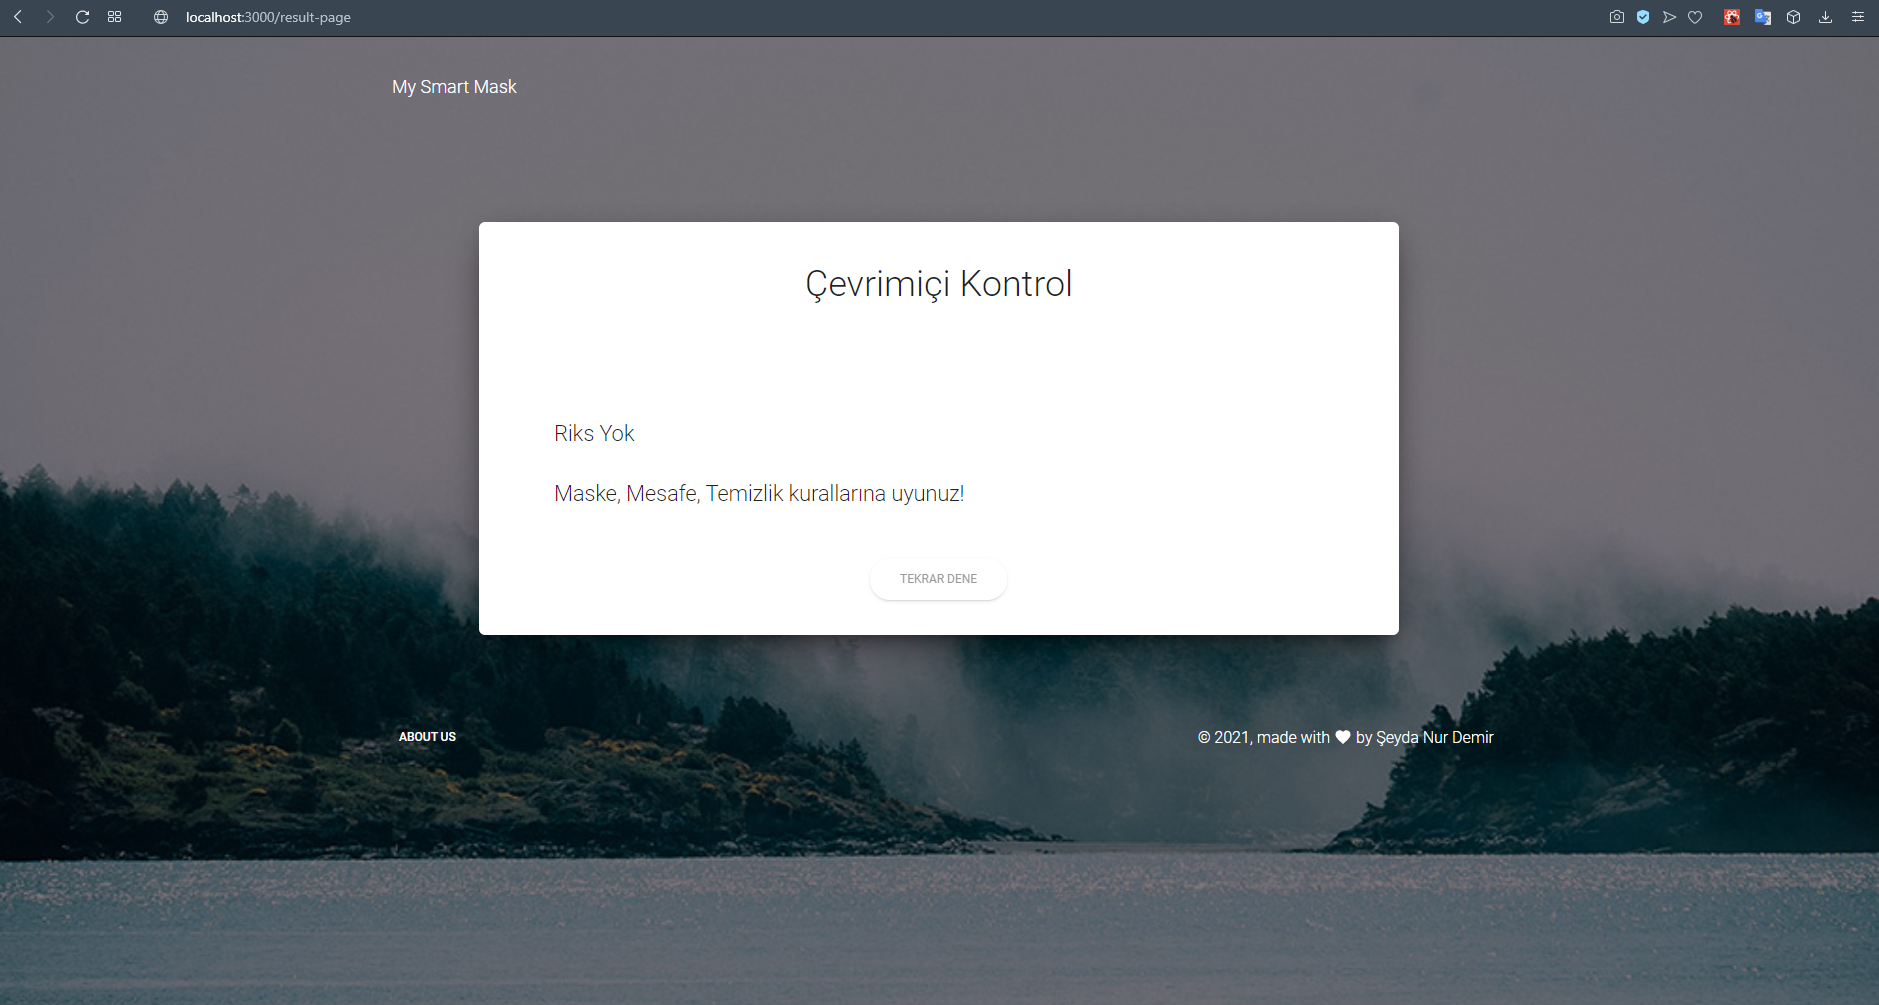 localhost:3000/result-page
My Smart Mask
Çevrimiçi Kontrol
Riks Yok
Maske, Mesafe, Temizlik kurallarına uyunuz!
TEKRAR DENE
ABOUT US
© 2021, made with by Şeyda Nur Demir